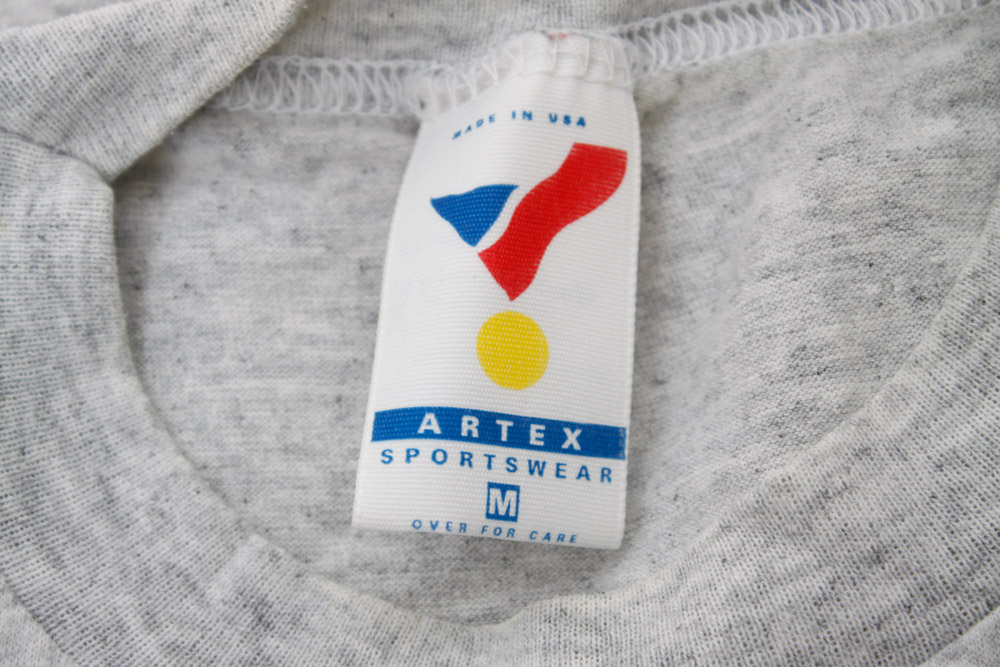 MADE IN USA
ARTEX
SPORTSWEAR
M
OVER FOR CARE